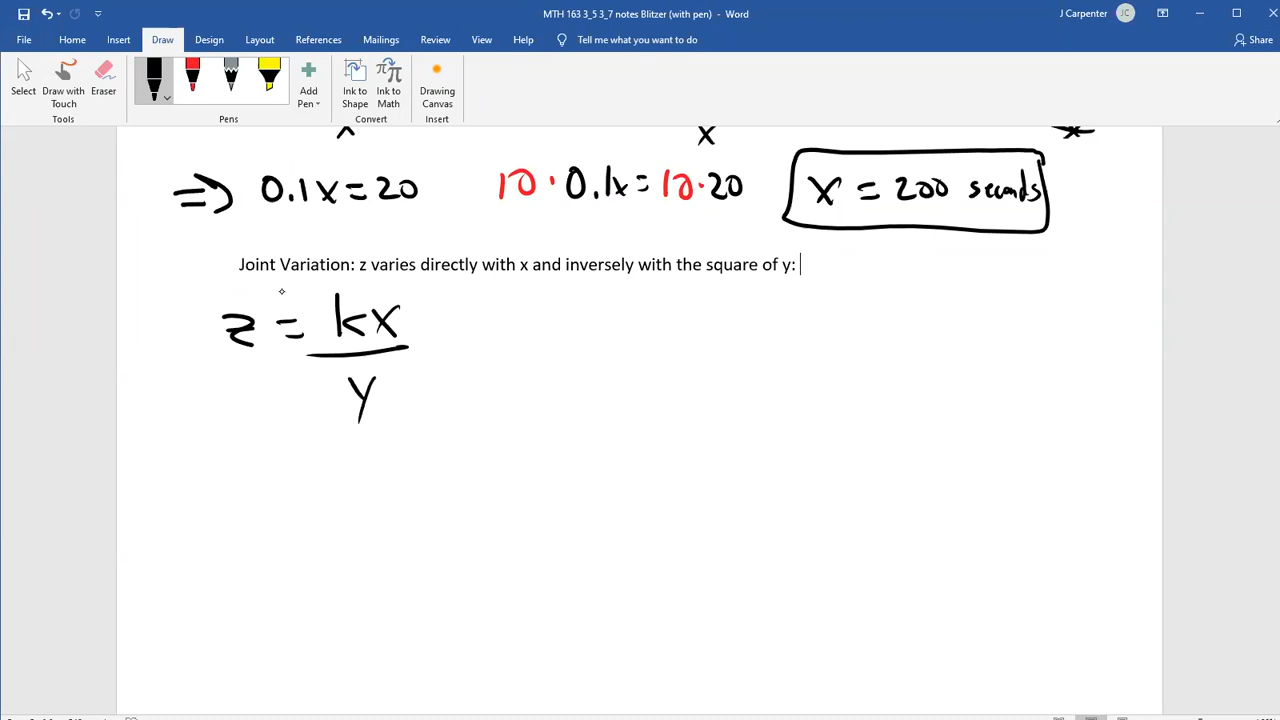 MTH 163 3_5 3_7 notes Blitzer (with pen) - Word
J Carpenter JC
File Home Insert Draw Design Layout References Mailings Review View Help Tell me what you want to do Share
Select Draw with Touch Eraser Add Pen Ink to Shape Ink to Math Drawing Canvas
Tools Pens Convert Insert
x x
=> 0.1x = 20 10 · 0.1x = 10 · 20 x = 200 seconds
Joint Variation: z varies directly with x and inversely with the square of y:
z = kx
y